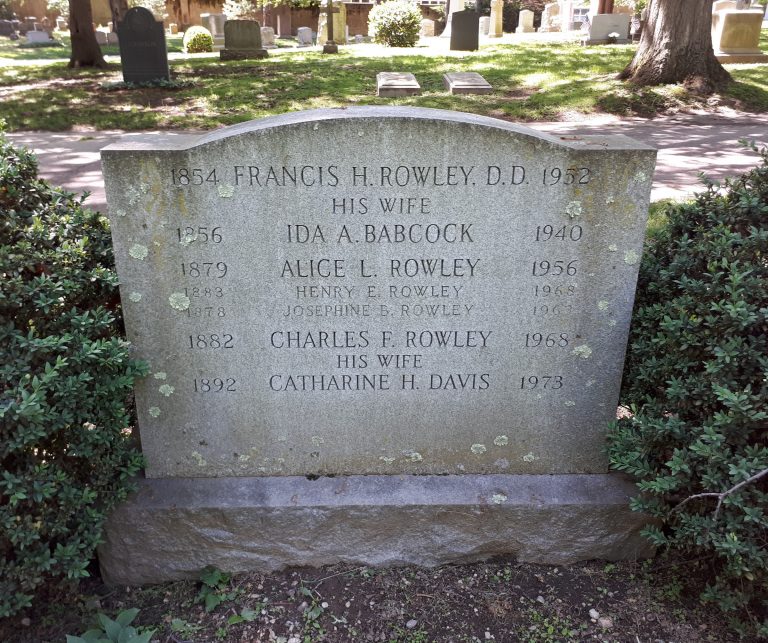 1854 FRANCIS H. ROWLEY, D.D. 1952
HIS WIFE
1856 IDA A. BABCOCK 1940
1879 ALICE L. ROWLEY 1956
1883 HENRY E. ROWLEY 1968
1878 JOSEPHINE B. ROWLEY
1882 CHARLES F. ROWLEY 1968
HIS WIFE
1892 CATHARINE H. DAVIS 1973